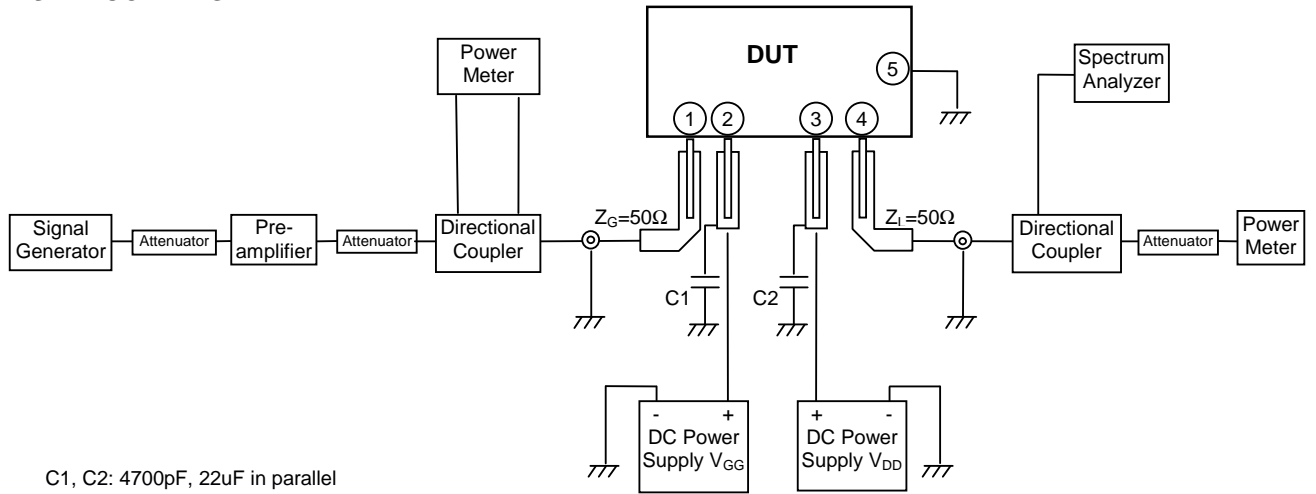 Power
Meter
DUT
5
Spectrum
Analyzer
1
2
3
4
Signal
Generator
Attenuator
Pre-
amplifier
Attenuator
Directional
Coupler
Z_G=50Ω
Z_L=50Ω
Directional
Coupler
Attenuator
Power
Meter
C1
C2
- +
DC Power
Supply V_GG
+ -
DC Power
Supply V_DD
C1, C2: 4700pF, 22uF in parallel